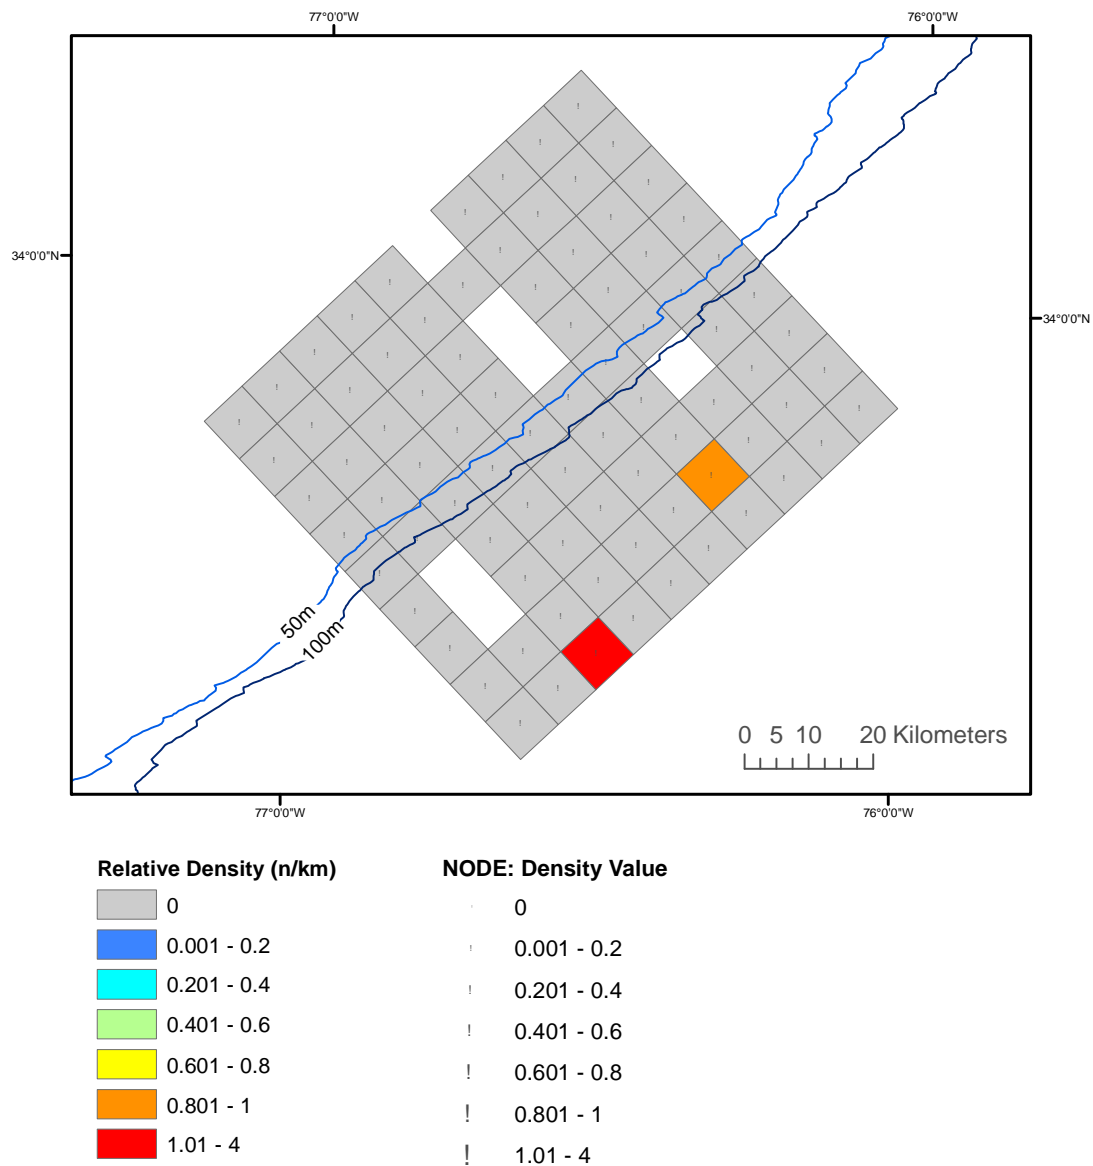 77°0'0"W 76°0'0"W
34°0'0"N
34°0'0"N
50m
100m
0 5 10 20 Kilometers
77°0'0"W 76°0'0"W
Relative Density (n/km) NODE: Density Value
0 0
0.001 - 0.2 ! 0.001 - 0.2
0.201 - 0.4 ! 0.201 - 0.4
0.401 - 0.6 ! 0.401 - 0.6
0.601 - 0.8 ! 0.601 - 0.8
0.801 - 1 ! 0.801 - 1
1.01 - 4 ! 1.01 - 4